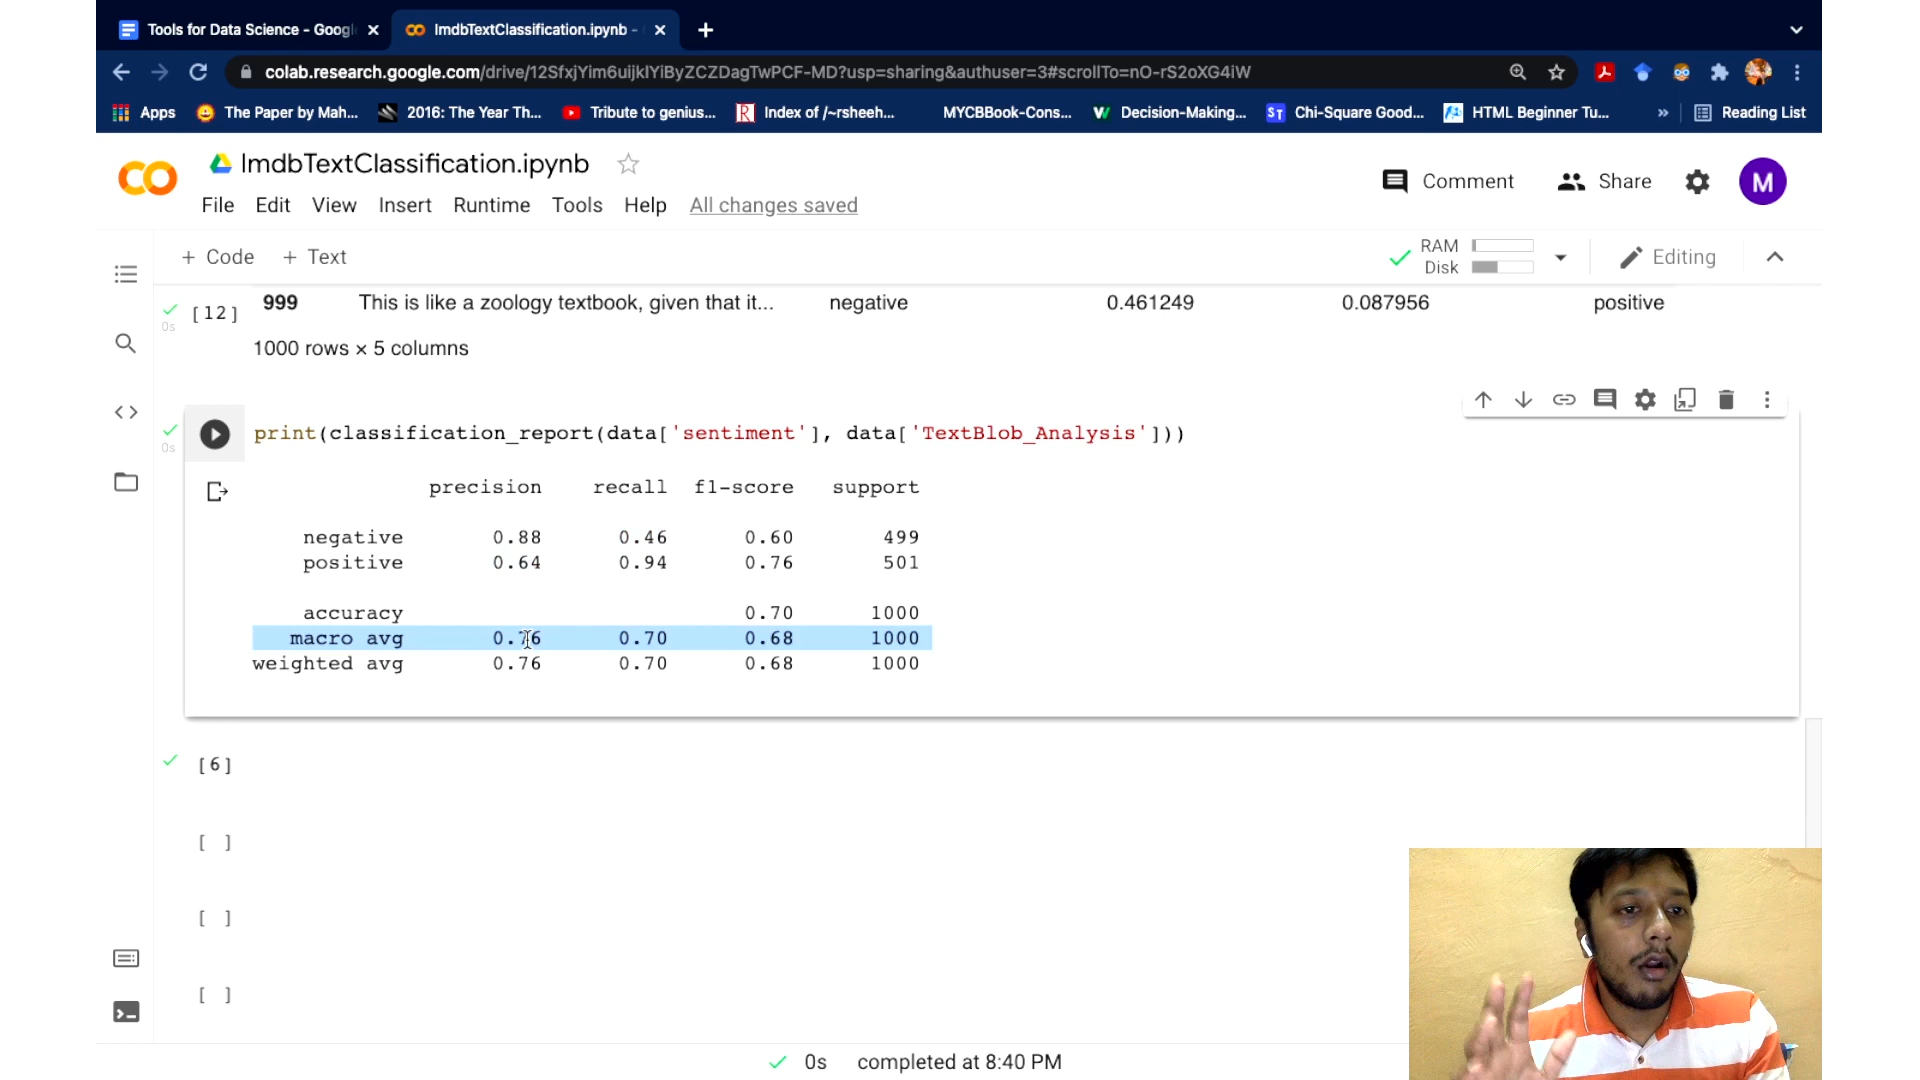 Tools for Data Science - Googl
ImdbTextClassification.ipynb -
colab.research.google.com/drive/12SfxjYim6uijkIYiByZCZDagTwPCF-MD?usp=sharing&authuser=3#scrollTo=nO-rS2oXG4iW
Apps The Paper by Mah... 2016: The Year Th... Tribute to genius... Index of /~rsheeh... MYCBBook-Cons... Decision-Making... Chi-Square Good... HTML Beginner Tu... » Reading List
ImdbTextClassification.ipynb
Comment Share M
File Edit View Insert Runtime Tools Help All changes saved
+ Code + Text RAM Disk Editing
[12] 999 This is like a zoology textbook, given that it... negative 0.461249 0.087956 positive
0s
1000 rows × 5 columns
print(classification_report(data['sentiment'], data['TextBlob_Analysis']))
0s
precision recall f1-score support
negative 0.88 0.46 0.60 499
positive 0.64 0.94 0.76 501
accuracy 0.70 1000
macro avg 0.76 0.70 0.68 1000
weighted avg 0.76 0.70 0.68 1000
[6]
[ ]
[ ]
[ ]
0s completed at 8:40 PM